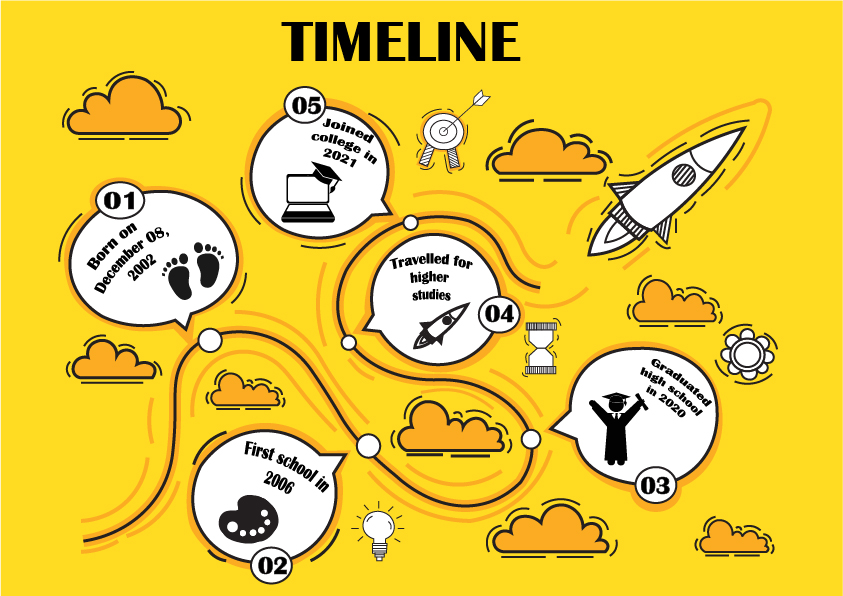 TIMELINE
01
Born on
December 08,
2002
02
First school in
2006
03
Graduated
high school
in 2020
04
Travelled for
higher
studies
05
Joined
college in
2021